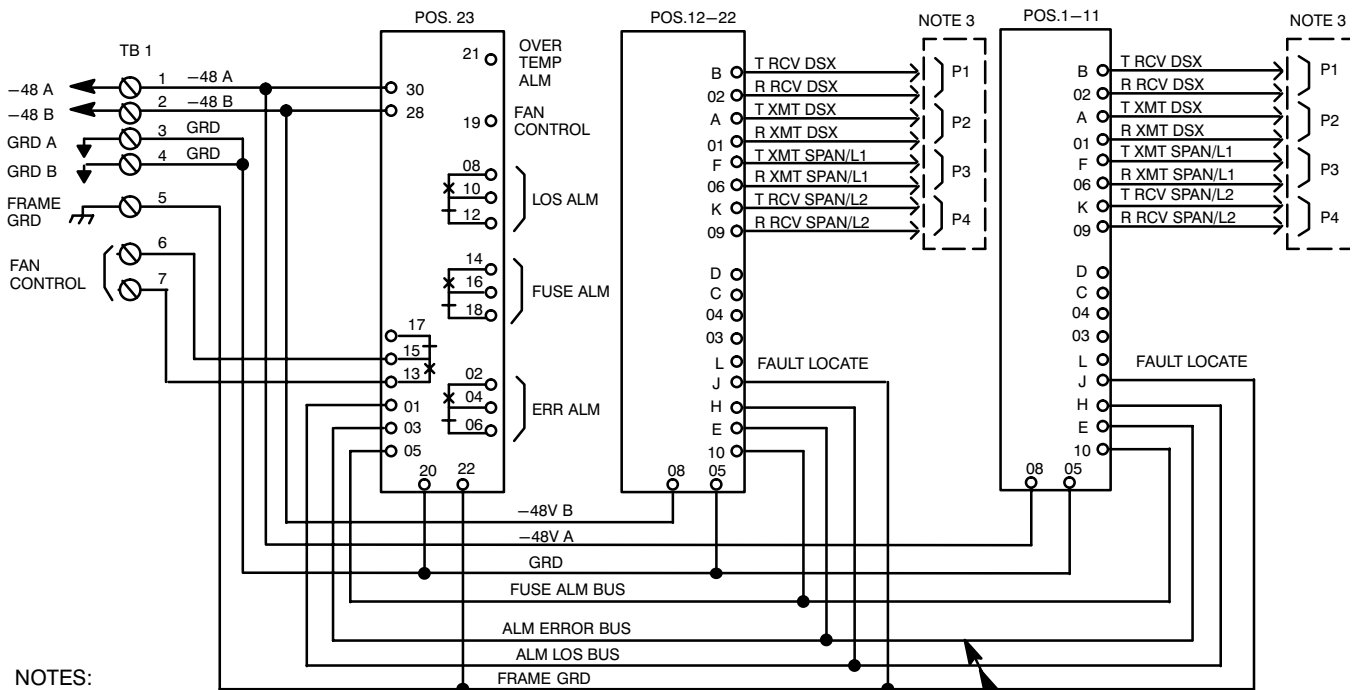 POS. 23
POS.12–22
POS.1–11
NOTE 3
NOTE 3
TB 1
–48 A
1
–48 A
–48 B
2
–48 B
GRD A
3
GRD
GRD B
4
GRD
FRAME
GRD
5
FAN
CONTROL
6
7
21
OVER
TEMP
ALM
30
28
19
FAN
CONTROL
08
10
12
LOS ALM
14
16
18
FUSE ALM
17
15
13
02
04
06
ERR ALM
01
03
05
20
22
B
T RCV DSX
02
R RCV DSX
P1
A
T XMT DSX
01
R XMT DSX
P2
F
T XMT SPAN/L1
06
R XMT SPAN/L1
P3
K
T RCV SPAN/L2
09
R RCV SPAN/L2
P4
D
C
04
03
L
FAULT LOCATE
J
H
E
10
08
05
B
T RCV DSX
02
R RCV DSX
P1
A
T XMT DSX
01
R XMT DSX
P2
F
T XMT SPAN/L1
06
R XMT SPAN/L1
P3
K
T RCV SPAN/L2
09
R RCV SPAN/L2
P4
D
C
04
03
L
FAULT LOCATE
J
H
E
10
08
05
–48V B
–48V A
GRD
FUSE ALM BUS
ALM ERROR BUS
ALM LOS BUS
FRAME GRD
NOTES: